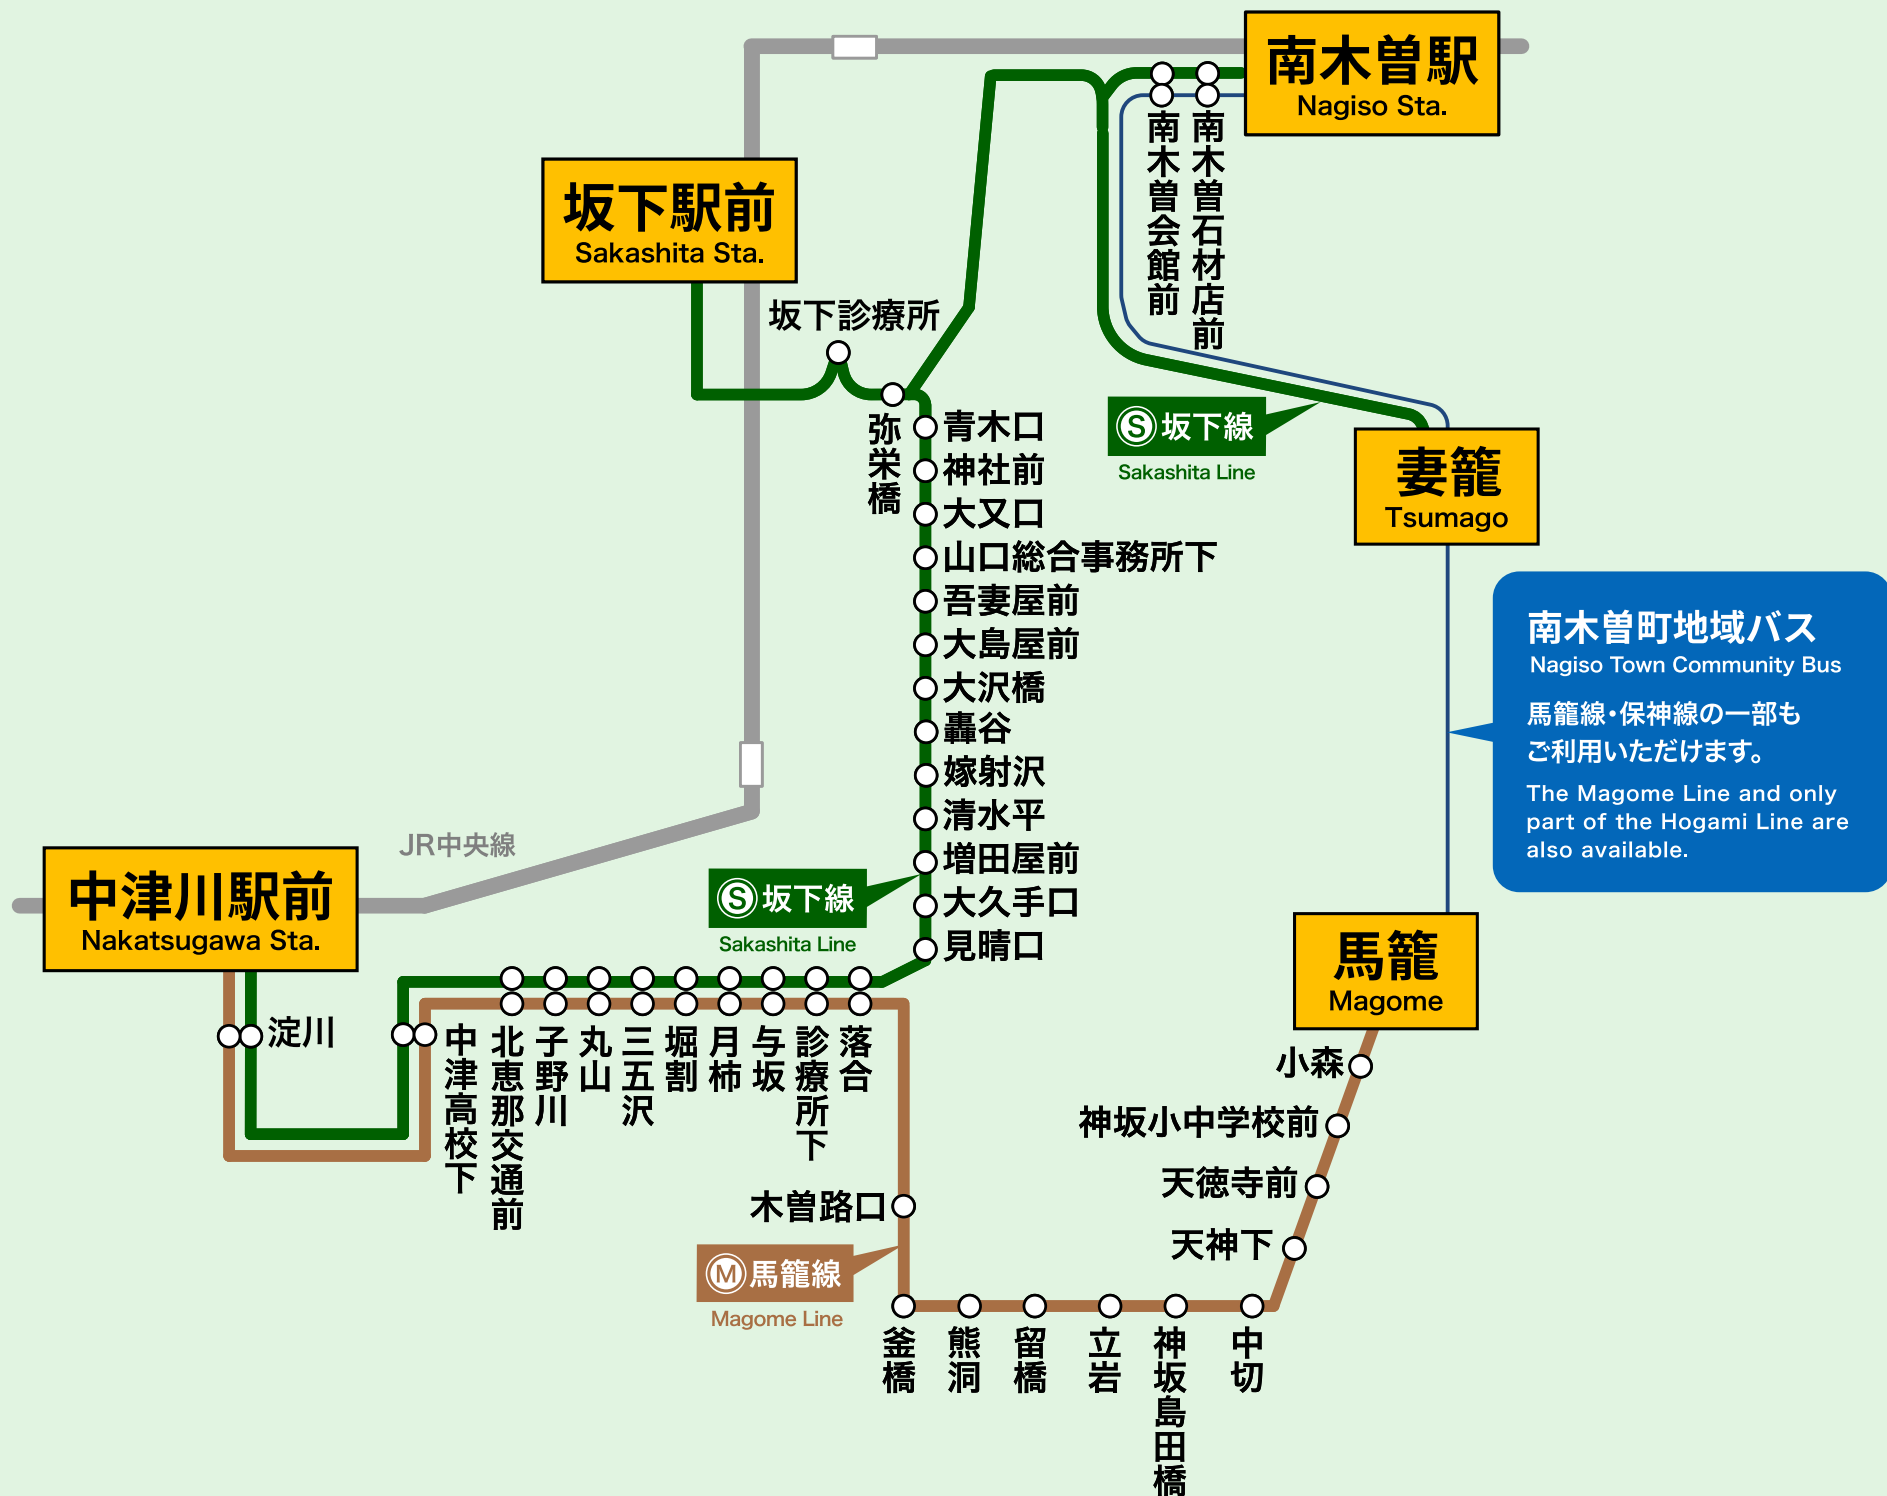 南木曽駅
Nagiso Sta.
南木曽会館前
南木曽石材店前
坂下駅前
Sakashita Sta.
坂下診療所
弥栄橋
青木口
神社前
大又口
山口総合事務所下
吾妻屋前
大島屋前
大沢橋
轟谷
嫁射沢
清水平
増田屋前
大久手口
見晴口
S坂下線
Sakashita Line
妻籠
Tsumago
南木曽町地域バス
Nagiso Town Community Bus
馬籠線・保神線の一部も
ご利用いただけます。
The Magome Line and only
part of the Hogami Line are
also available.
JR中央線
中津川駅前
Nakatsugawa Sta.
S坂下線
Sakashita Line
馬籠
Magome
淀川
中津高校下
北恵那交通前
子野川
丸山
三五沢
堀割
月柿
与坂
診療所下
落合
木曽路口
M馬籠線
Magome Line
小森
神坂小中学校前
天徳寺前
天神下
釜橋
熊洞
留橋
立岩
神坂島田橋
中切